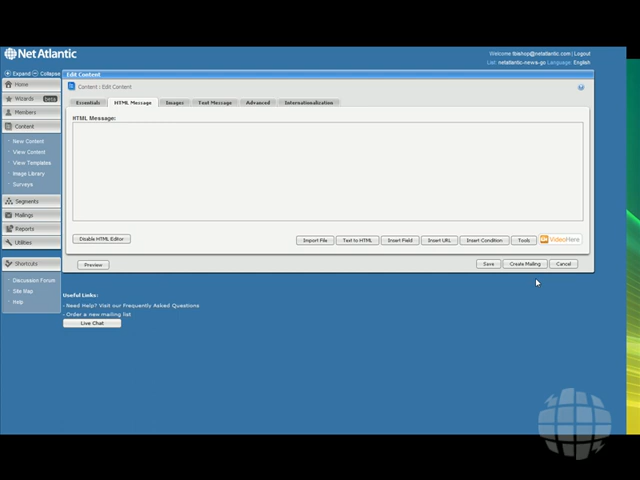 Net Atlantic
Welcome tbishop@netatlantic.com | Logout
List: netatlantic-news-go Language: English
Expand Collapse
Edit Content
Home
Content : Edit Content
Wizards Beta
Essentials HTML Message Images Text Message Advanced Internationalization
Members
HTML Message:
Content
New Content
View Content
View Templates
Image Library
Surveys
Segments
Mailings
Reports
Utilities
Disable HTML Editor
Import File Text to HTML Insert Field Insert URL Insert Condition Tools VideoHere
Shortcuts
Preview
Save Create Mailing Cancel
Discussion Forum
Site Map
Help
Useful Links:
- Need Help? Visit our Frequently Asked Questions
- Order a new mailing list
Live Chat